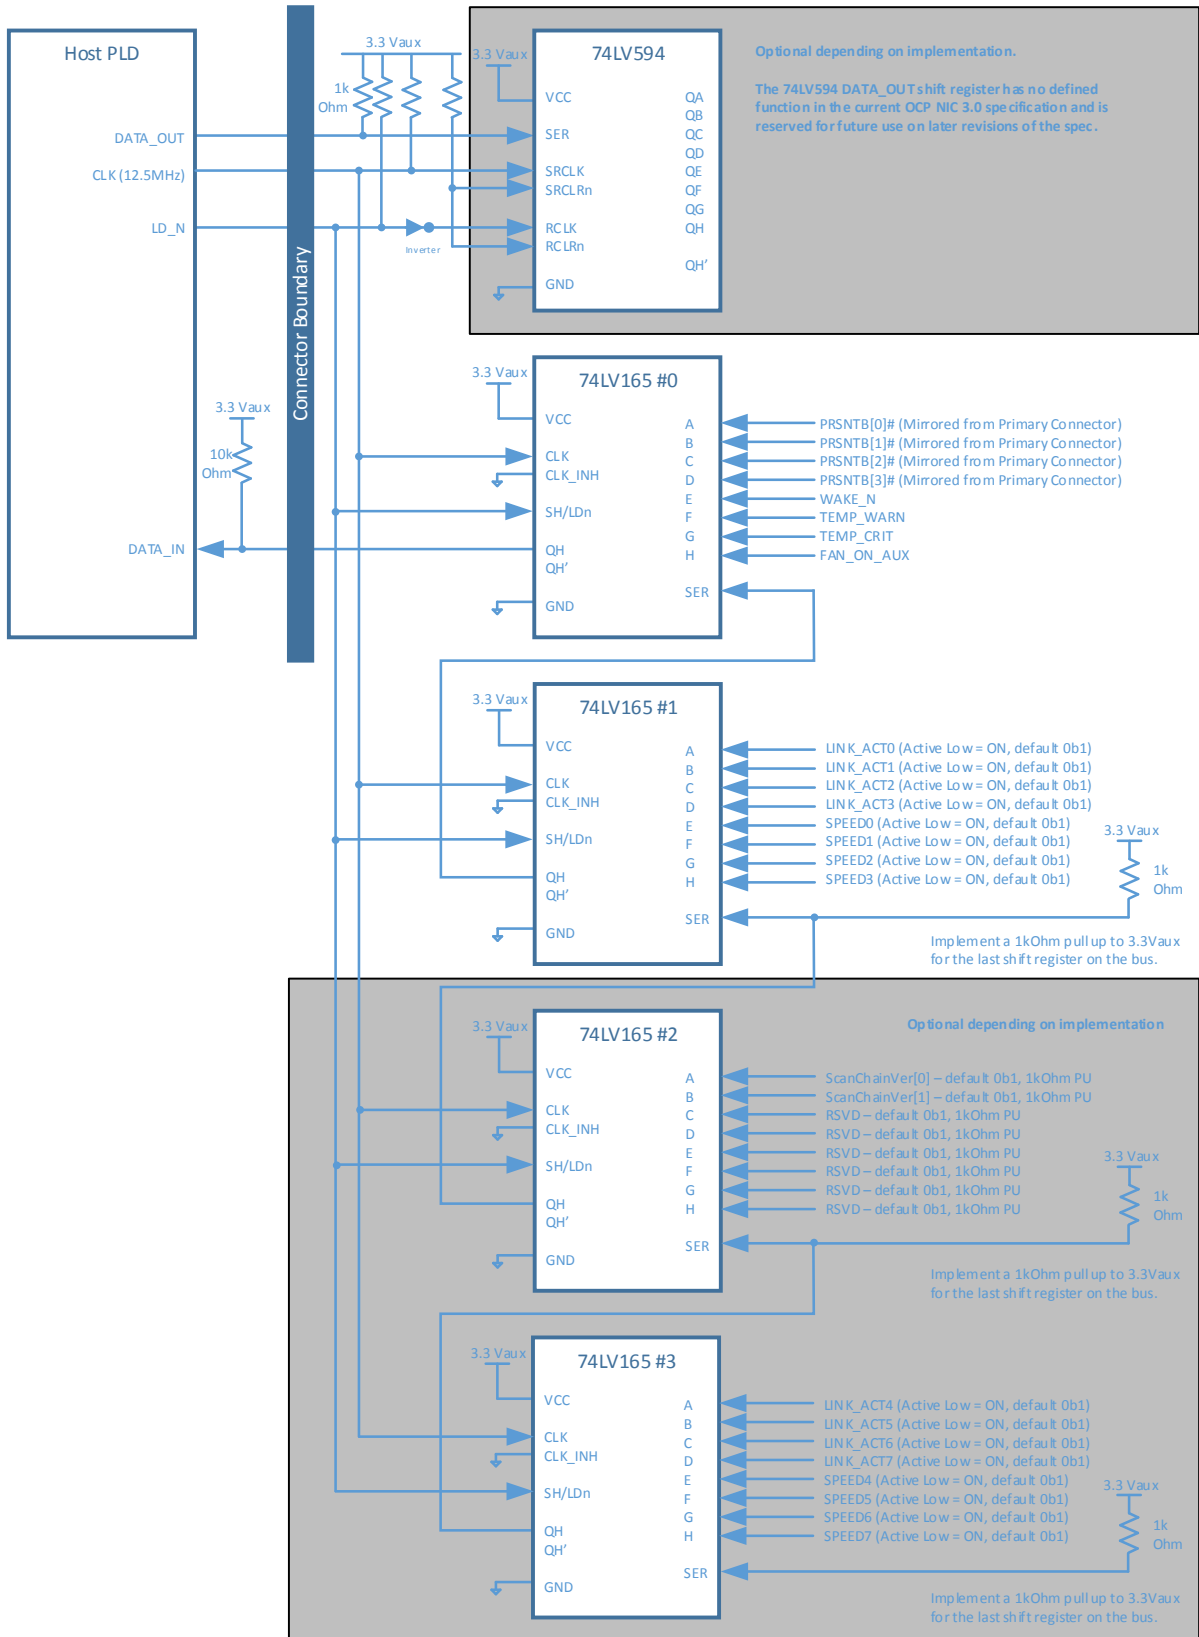 Host PLD
DATA_OUT
CLK (12.5MHz)
LD_N
DATA_IN
Connector Boundary
3.3 Vaux
1k
Ohm
Inverter
3.3 Vaux
10k
Ohm
3.3 Vaux
74LV594
VCC
SER
SRCLK
SRCLRn
RCLK
RCLRn
GND
QA
QB
QC
QD
QE
QF
QG
QH
QH'
Optional depending on implementation.
The 74LV594 DATA_OUT shift register has no defined
function in the current OCP NIC 3.0 specification and is
reserved for future use on later revisions of the spec.
3.3 Vaux
74LV165 #0
VCC
CLK
CLK_INH
SH/LDn
QH
QH'
GND
A
B
C
D
E
F
G
H
SER
PRSNTB[0]# (Mirrored from Primary Connector)
PRSNTB[1]# (Mirrored from Primary Connector)
PRSNTB[2]# (Mirrored from Primary Connector)
PRSNTB[3]# (Mirrored from Primary Connector)
WAKE_N
TEMP_WARN
TEMP_CRIT
FAN_ON_AUX
3.3 Vaux
74LV165 #1
VCC
CLK
CLK_INH
SH/LDn
QH
QH'
GND
A
B
C
D
E
F
G
H
SER
LINK_ACT0 (Active Low = ON, default 0b1)
LINK_ACT1 (Active Low = ON, default 0b1)
LINK_ACT2 (Active Low = ON, default 0b1)
LINK_ACT3 (Active Low = ON, default 0b1)
SPEED0 (Active Low = ON, default 0b1)
SPEED1 (Active Low = ON, default 0b1)
SPEED2 (Active Low = ON, default 0b1)
SPEED3 (Active Low = ON, default 0b1)
3.3 Vaux
1k
Ohm
Implement a 1kOhm pull up to 3.3Vaux
for the last shift register on the bus.
Optional depending on implementation
3.3 Vaux
74LV165 #2
VCC
CLK
CLK_INH
SH/LDn
QH
QH'
GND
A
B
C
D
E
F
G
H
SER
ScanChainVer[0] – default 0b1, 1kOhm PU
ScanChainVer[1] – default 0b1, 1kOhm PU
RSVD – default 0b1, 1kOhm PU
RSVD – default 0b1, 1kOhm PU
RSVD – default 0b1, 1kOhm PU
RSVD – default 0b1, 1kOhm PU
RSVD – default 0b1, 1kOhm PU
RSVD – default 0b1, 1kOhm PU
3.3 Vaux
1k
Ohm
Implement a 1kOhm pull up to 3.3Vaux
for the last shift register on the bus.
3.3 Vaux
74LV165 #3
VCC
CLK
CLK_INH
SH/LDn
QH
QH'
GND
A
B
C
D
E
F
G
H
SER
LINK_ACT4 (Active Low = ON, default 0b1)
LINK_ACT5 (Active Low = ON, default 0b1)
LINK_ACT6 (Active Low = ON, default 0b1)
LINK_ACT7 (Active Low = ON, default 0b1)
SPEED4 (Active Low = ON, default 0b1)
SPEED5 (Active Low = ON, default 0b1)
SPEED6 (Active Low = ON, default 0b1)
SPEED7 (Active Low = ON, default 0b1)
3.3 Vaux
1k
Ohm
Implement a 1kOhm pull up to 3.3Vaux
for the last shift register on the bus.